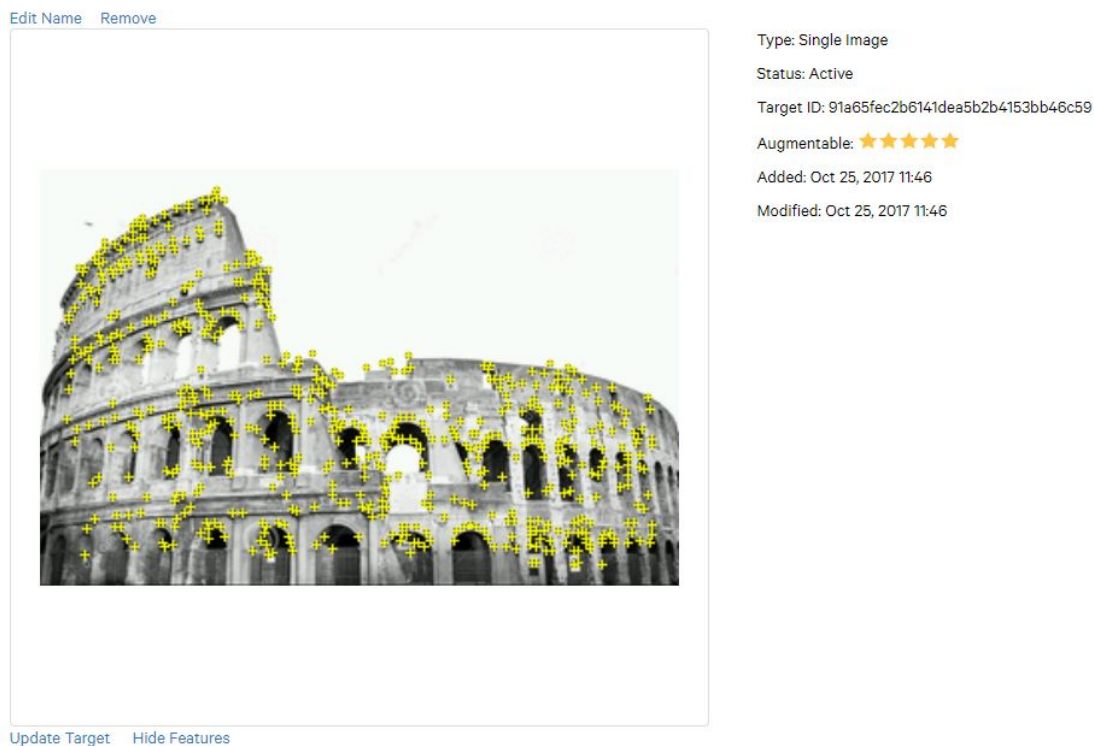 Edit Name Remove
Type: Single Image
Status: Active
Target ID: 91a65fec2b6141dea5b2b4153bb46c59
Augmentable:
Added: Oct 25, 2017 11:46
Modified: Oct 25, 2017 11:46
Update Target Hide Features